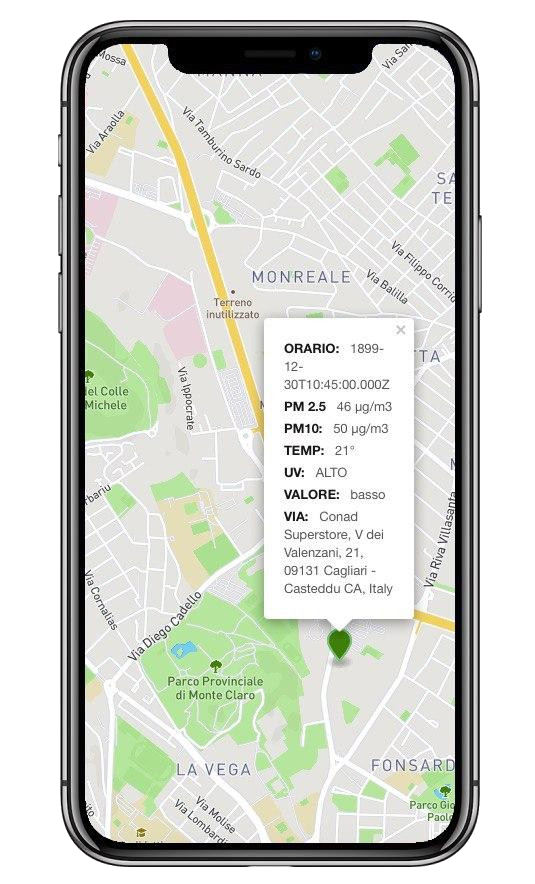 Mossa
Via Araolla
Via Tamburino Sardo
SA
TE
MONREALE
Via Filippo Corrid
Via Balilla
Terreno
inutilizzato
×
ORARIO: 1899-
12-
30T10:45:00.000Z
PM 2.5 46 µg/m3
PM10: 50 µg/m3
TEMP: 21°
UV: ALTO
VALORE: basso
VIA: Conad
Superstore, V dei
Valenzani, 21,
09131 Cagliari -
Casteddu CA, Italy
TTA
del Colle
Michele
Via Ippocrate
rbariu
Via Riva Villasanta
Via Cornalias
Via Diego Cadello
Parco Provinciale
di Monte Claro
LA VEGA
FONSARD
Via Molise
Via Lombardi
Parco Gio
Paolo